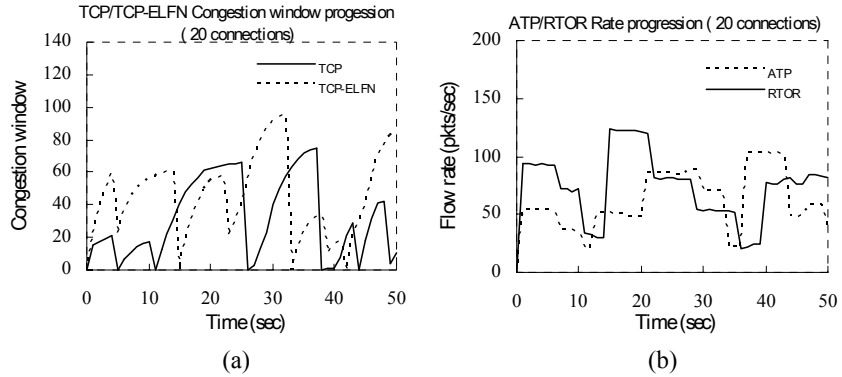 TCP/TCP-ELFN Congestion window progession
( 20 connections)
140
120
100
80
60
40
20
0
Congestion window
TCP
TCP-ELFN
0 10 20 30 40 50
Time (sec)
(a)
ATP/RTOR Rate progression ( 20 connections)
200
150
100
50
0
Flow rate (pkts/sec)
ATP
RTOR
0 10 20 30 40 50
Time (sec)
(b)